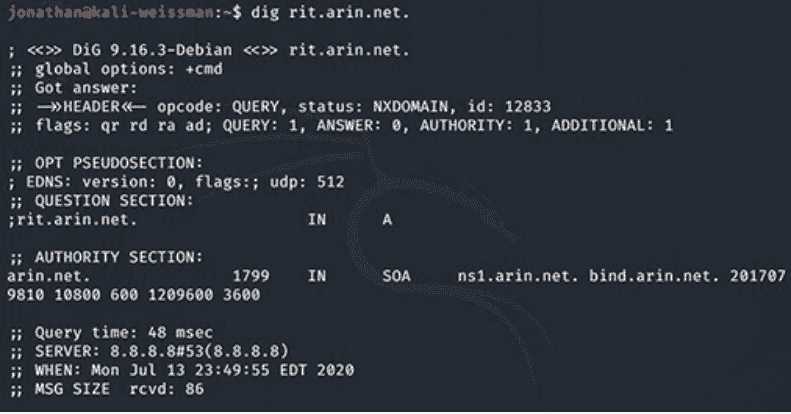 jonathan@kali-weissman:~$ dig rit.arin.net.
; <<>> DiG 9.16.3-Debian <<>> rit.arin.net.
;; global options: +cmd
;; Got answer:
;; ->>HEADER<<- opcode: QUERY, status: NXDOMAIN, id: 12833
;; flags: qr rd ra ad; QUERY: 1, ANSWER: 0, AUTHORITY: 1, ADDITIONAL: 1
;; OPT PSEUDOSECTION:
; EDNS: version: 0, flags:; udp: 512
;; QUESTION SECTION:
;rit.arin.net. IN A
;; AUTHORITY SECTION:
arin.net. 1799 IN SOA ns1.arin.net. bind.arin.net. 201707
9810 10800 600 1209600 3600
;; Query time: 48 msec
;; SERVER: 8.8.8.8#53(8.8.8.8)
;; WHEN: Mon Jul 13 23:49:55 EDT 2020
;; MSG SIZE rcvd: 86